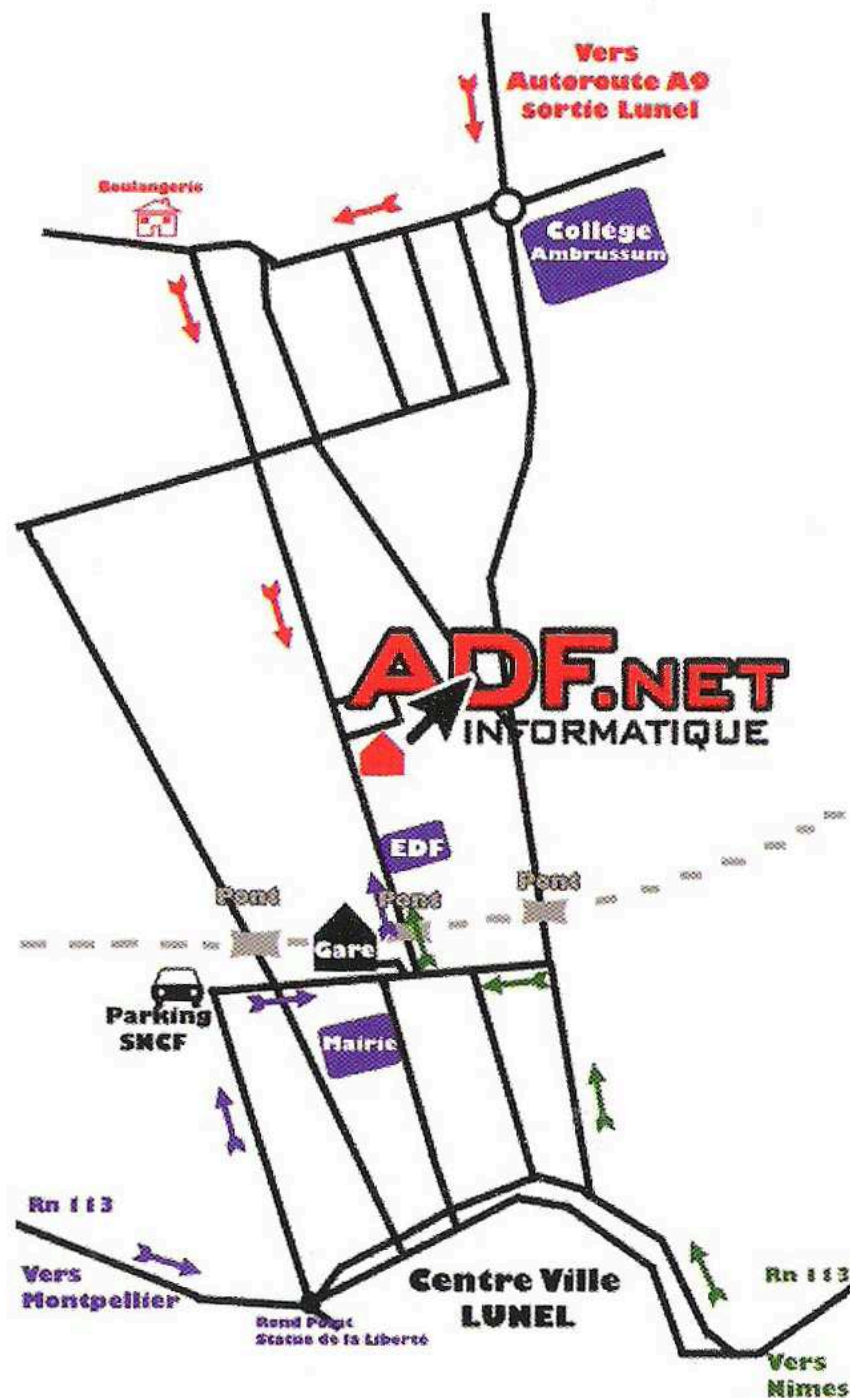 Vers
Autoroute A9
sortie Lunel
Boulangerie
Collége
Ambrussum
ADF.NET
INFORMATIQUE
EDF
Pont
Pont
Pont
Gare
Parking
SNCF
Mairie
Rn 113
Vers
Montpellier
Centre Ville
LUNEL
Rn 113
Rond Point
Statue de la Liberté
Vers
Nimes